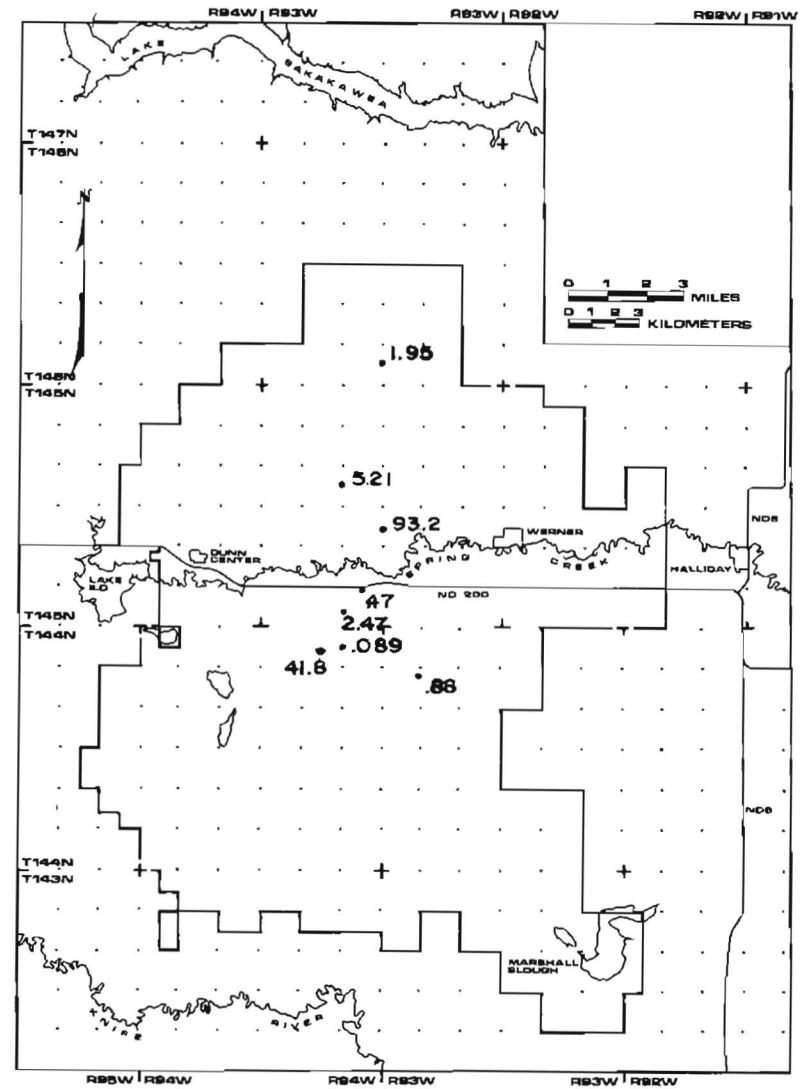 R94W R93W
R93W R92W
R92W R91W
LAKE
SAKAKAWEA
T147N
T146N
N
0 1 2 3
MILES
0 1 2 3
KILOMETERS
1.95
T146N
T145N
5.21
93.2
WERNER
ND8
DUNN
CENTER
SPRING CREEK
HALLIDAY
LAKE
ILO
ND 200
47
T145N
T144N
2.47
.089
41.8
.88
ND8
T144N
T143N
MARSHALL
SLOUGH
KNIFE RIVER
R95W R94W
R94W R93W
R93W R92W